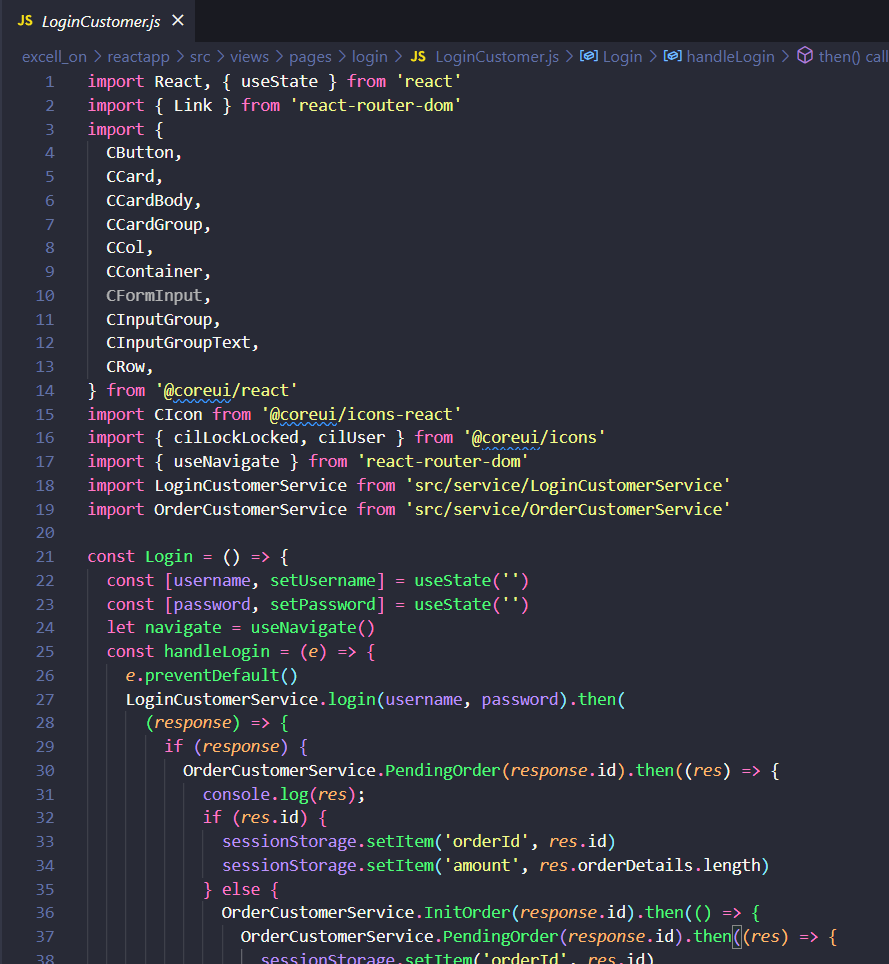 JS LoginCustomer.js ×
excell_on > reactapp > src > views > pages > login > JS LoginCustomer.js > Login > handleLogin > then() call
1 import React, { useState } from 'react'
2 import { Link } from 'react-router-dom'
3 import {
4 CButton,
5 CCard,
6 CCardBody,
7 CCardGroup,
8 CCol,
9 CContainer,
10 CFormInput,
11 CInputGroup,
12 CInputGroupText,
13 CRow,
14 } from '@coreui/react'
15 import CIcon from '@coreui/icons-react'
16 import { cilLockLocked, cilUser } from '@coreui/icons'
17 import { useNavigate } from 'react-router-dom'
18 import LoginCustomerService from 'src/service/LoginCustomerService'
19 import OrderCustomerService from 'src/service/OrderCustomerService'
20
21 const Login = () => {
22 const [username, setUsername] = useState('')
23 const [password, setPassword] = useState('')
24 let navigate = useNavigate()
25 const handleLogin = (e) => {
26 e.preventDefault()
27 LoginCustomerService.login(username, password).then(
28 (response) => {
29 if (response) {
30 OrderCustomerService.PendingOrder(response.id).then((res) => {
31 console.log(res);
32 if (res.id) {
33 sessionStorage.setItem('orderId', res.id)
34 sessionStorage.setItem('amount', res.orderDetails.length)
35 } else {
36 OrderCustomerService.InitOrder(response.id).then(() => {
37 OrderCustomerService.PendingOrder(response.id).then((res) => {
38 sessionStorage.setItem('orderId', res.id)